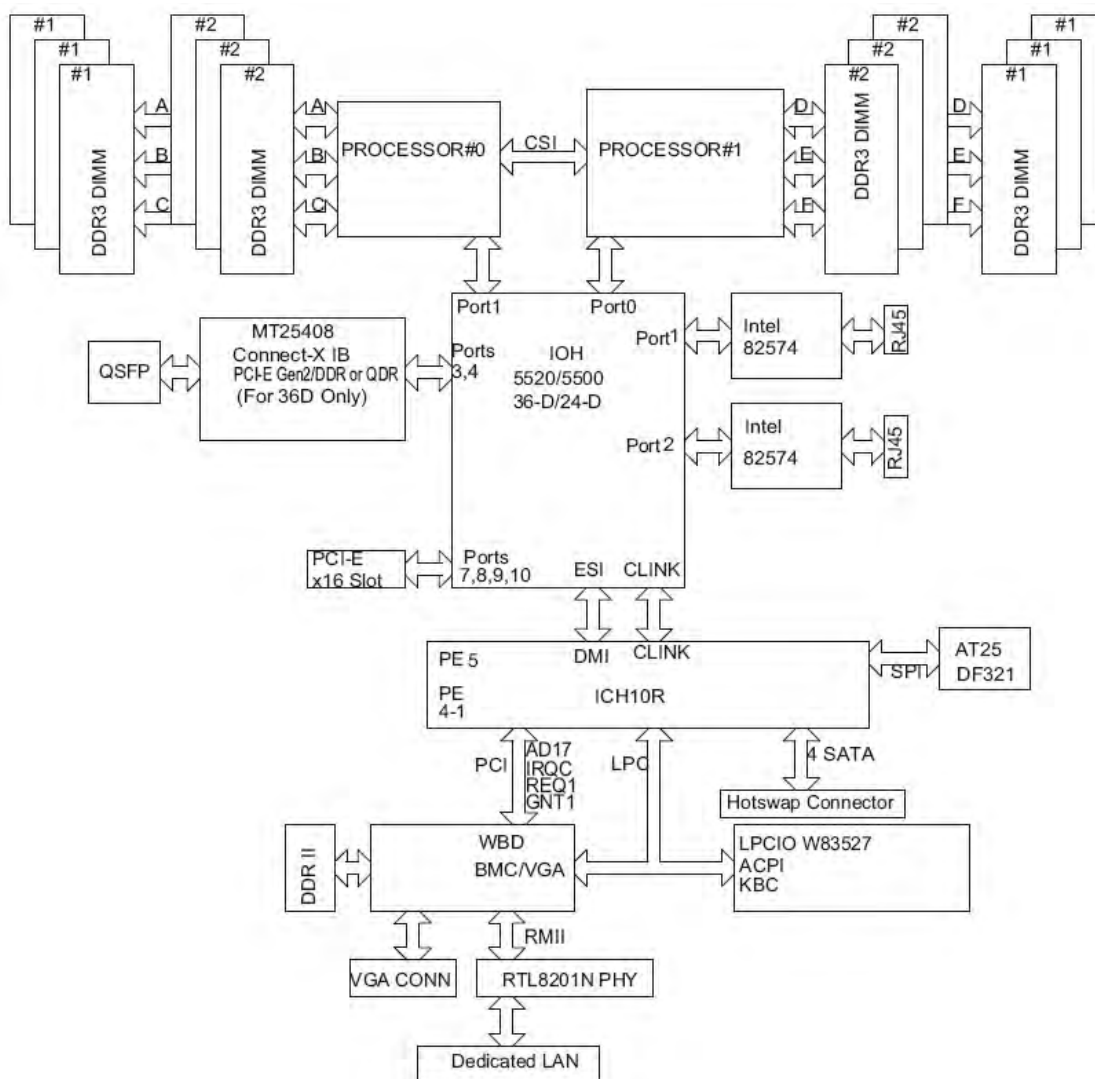 #1
#1
#1
DDR3 DIMM
A
B
C
#2
#2
#2
DDR3 DIMM
A
B
C
PROCESSOR#0
CSI
PROCESSOR#1
D
E
F
#2
#2
#2
DDR3 DIMM
D
E
F
#1
#1
#1
DDR3 DIMM
Port1
Port0
QSFP
MT25408
Connect-X IB
PCI-E Gen2/DDR or QDR
(For 36D Only)
Ports
3,4
IOH
5520/5500
36-D/24-D
Port1
Intel
82574
RJ45
Port 2
Intel
82574
RJ45
PCI-E
x16 Slot
Ports
7,8,9,10
ESI
CLINK
PE 5
PE
4-1
DMI
CLINK
ICH10R
SPI
AT25
DF321
PCI
AD17
IRQC
REQ1
GNT1
LPC
4 SATA
Hotswap Connector
DDR II
WBD
BMC/VGA
LPCIO W83527
ACPI
KBC
RMII
VGA CONN
RTL8201N PHY
Dedicated LAN